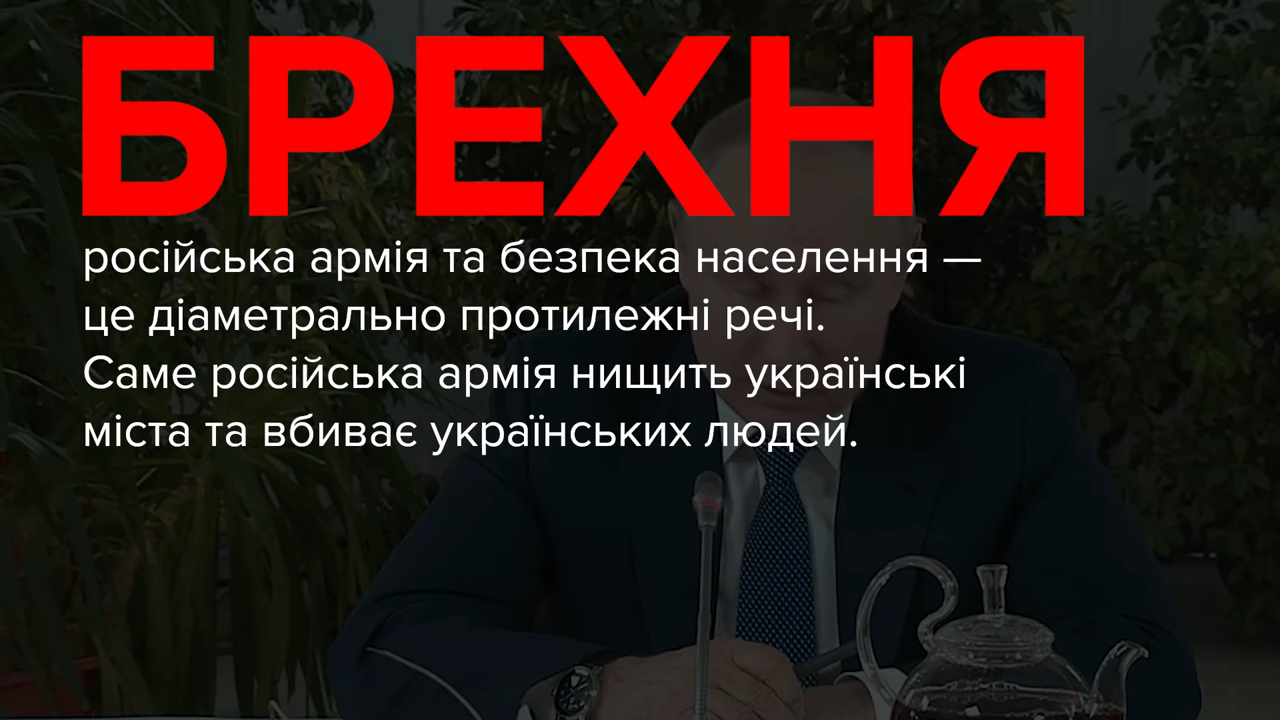 БРЕХНЯ
російська армія та безпека населення —
це діаметрально протилежні речі.
Саме російська армія нищить українські
міста та вбиває українських людей.